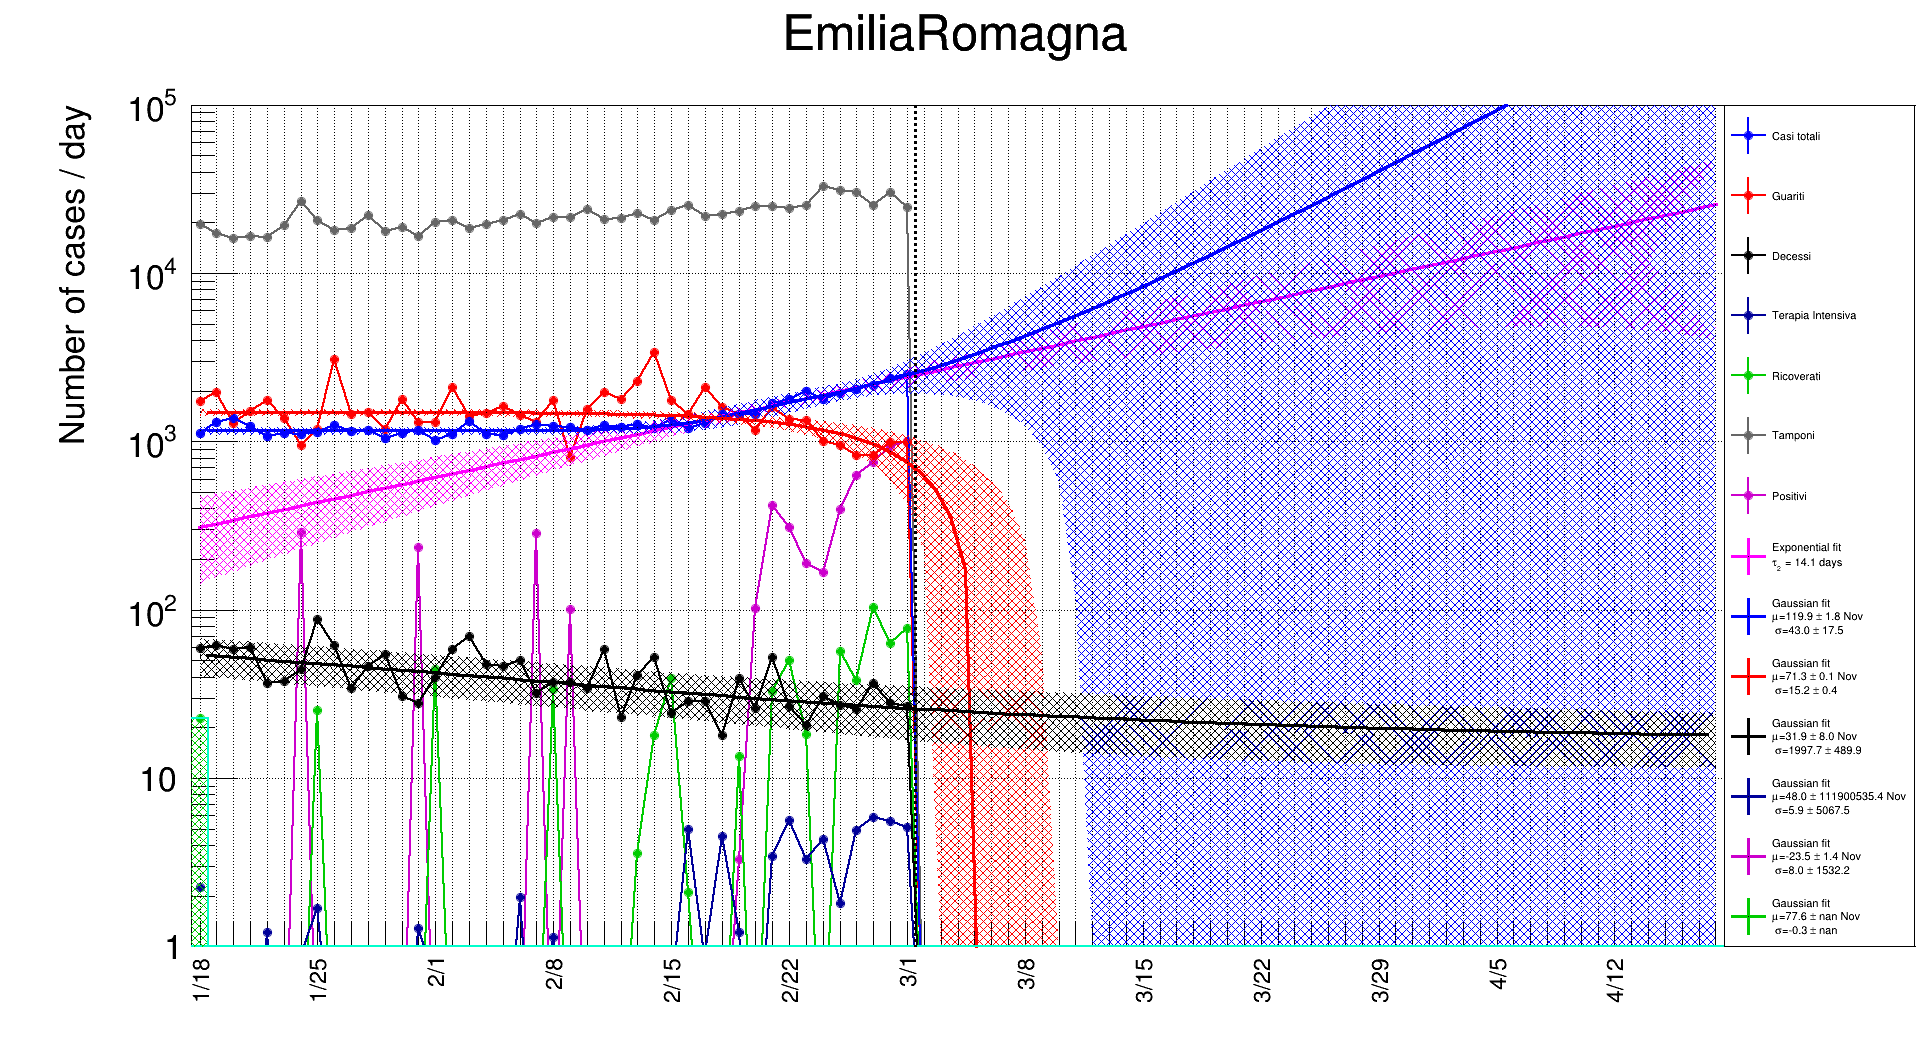 EmiliaRomagna
Number of cases / day
10^5
10^4
10^3
10^2
10
1
1/18
1/25
2/1
2/8
2/15
2/22
3/1
3/8
3/15
3/22
3/29
4/5
4/12
Casi totali
Guariti
Decessi
Terapia Intensiva
Ricoverati
Tamponi
Positivi
Exponential fit
τ_2 = 14.1 days
Gaussian fit
μ=119.9 ± 1.8 Nov
σ=43.0 ± 17.5
Gaussian fit
μ=71.3 ± 0.1 Nov
σ=15.2 ± 0.4
Gaussian fit
μ=31.9 ± 8.0 Nov
σ=1997.7 ± 489.9
Gaussian fit
μ=48.0 ± 111900535.4 Nov
σ=5.9 ± 5067.5
Gaussian fit
μ=-23.5 ± 1.4 Nov
σ=8.0 ± 1532.2
Gaussian fit
μ=77.6 ± nan Nov
σ=-0.3 ± nan